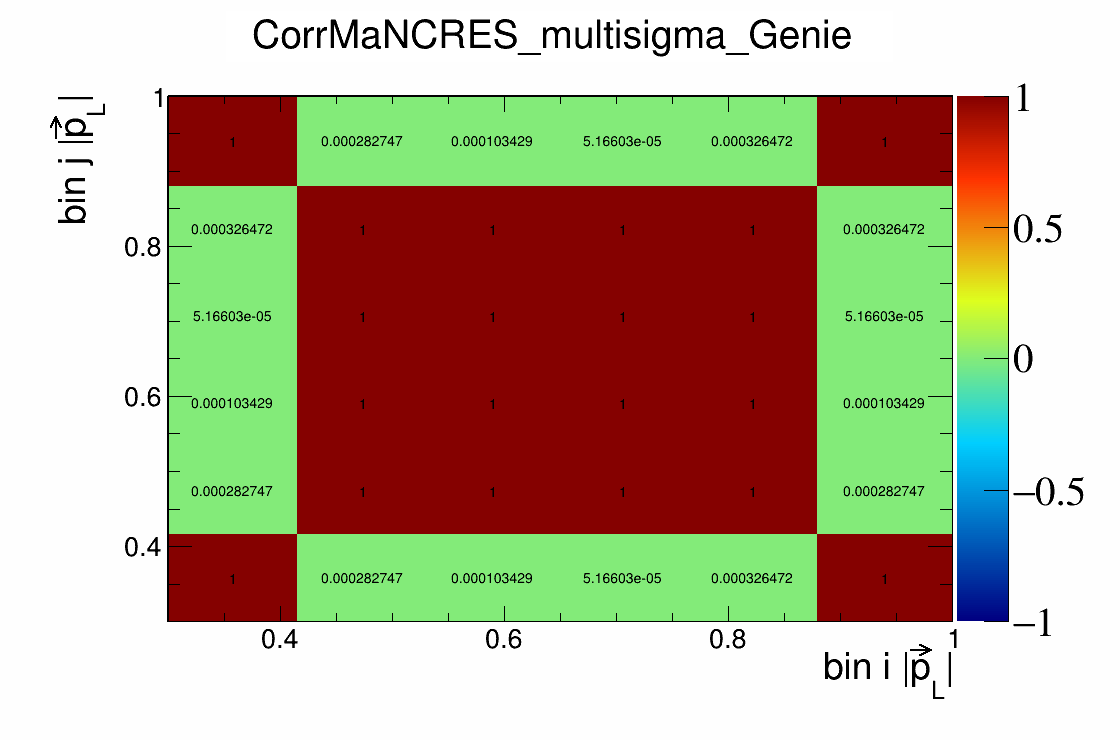 CorrMaNCRES_multisigma_Genie
bin j |p⃗_L|
1
0.8
0.6
0.4
1 0.000282747 0.000103429 5.16603e-05 0.000326472 1
0.000326472 1 1 1 1 0.000326472
5.16603e-05 1 1 1 1 5.16603e-05
0.000103429 1 1 1 1 0.000103429
0.000282747 1 1 1 1 0.000282747
1 0.000282747 0.000103429 5.16603e-05 0.000326472 1
0.4 0.6 0.8 1
bin i |p⃗_L|
1
0.5
0
−0.5
−1